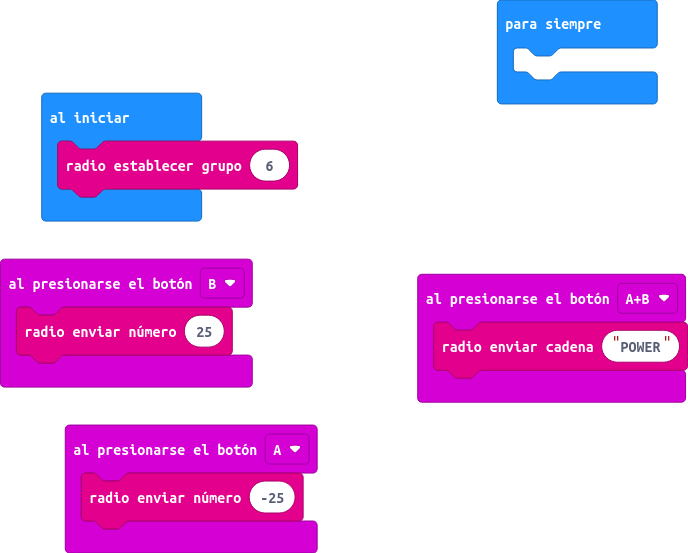 para siempre
al iniciar
radio establecer grupo 6
al presionarse el botón B
radio enviar número 25
al presionarse el botón A+B
radio enviar cadena "POWER"
al presionarse el botón A
radio enviar número -25